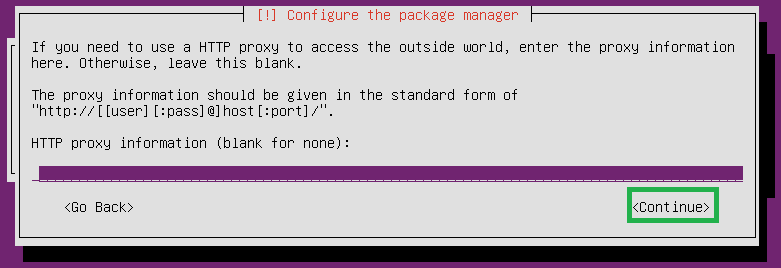 [!] Configure the package manager
If you need to use a HTTP proxy to access the outside world, enter the proxy information
here. Otherwise, leave this blank.
The proxy information should be given in the standard form of
"http://[[user][:pass]@]host[:port]/".
HTTP proxy information (blank for none):
<Go Back> <Continue>